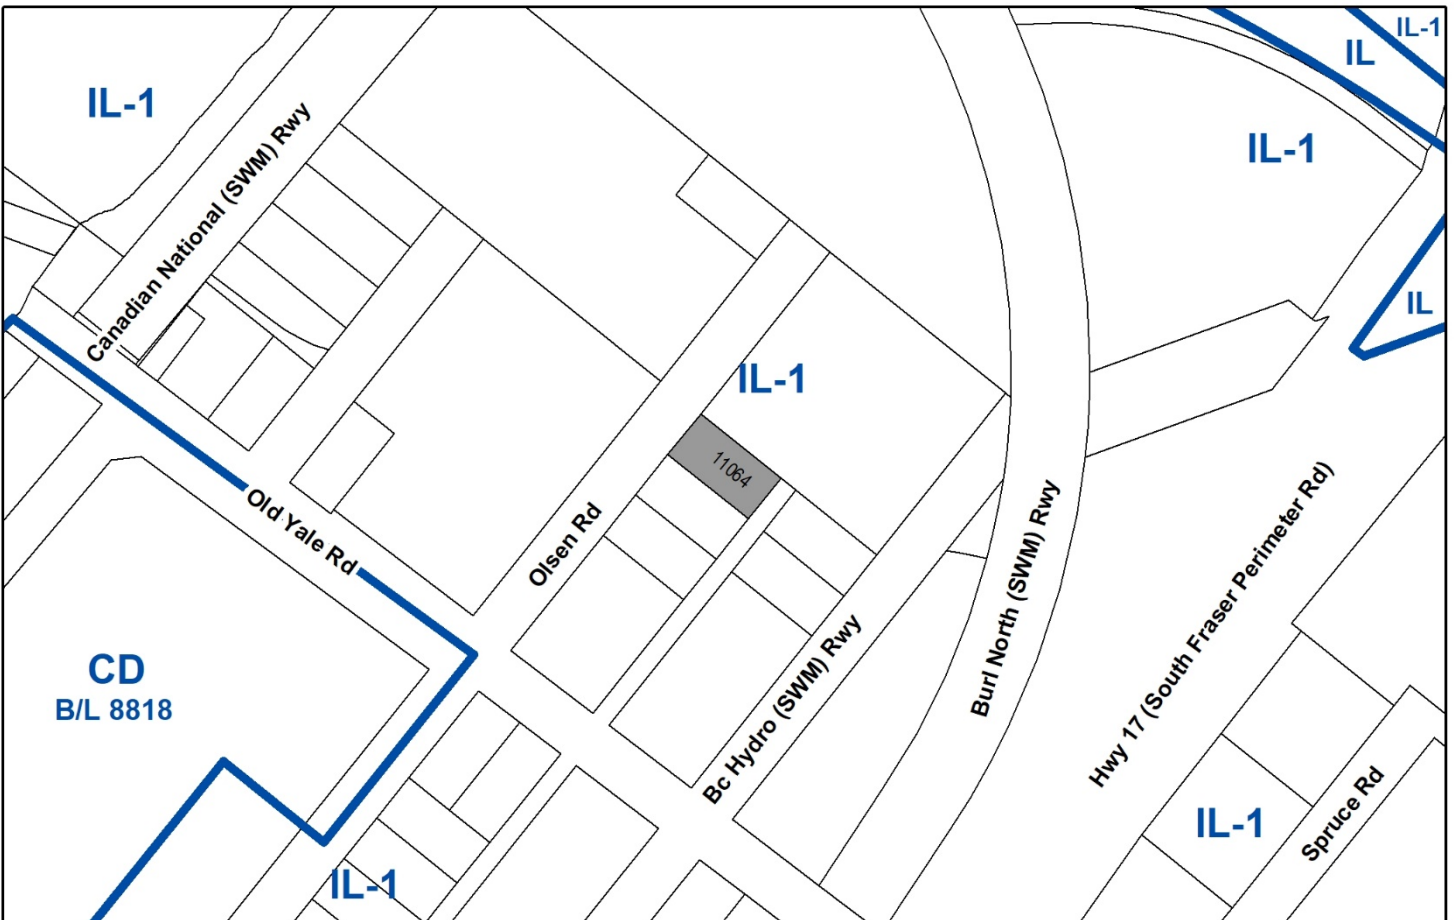 IL-1
IL
IL-1
Canadian National (SWM) Rwy
IL-1
IL
IL-1
11064
Old Yale Rd
Olsen Rd
Burl North (SWM) Rwy
Hwy 17 (South Fraser Perimeter Rd)
CD
B/L 8818
Bc Hydro (SWM) Rwy
IL-1
Spruce Rd
IL-1